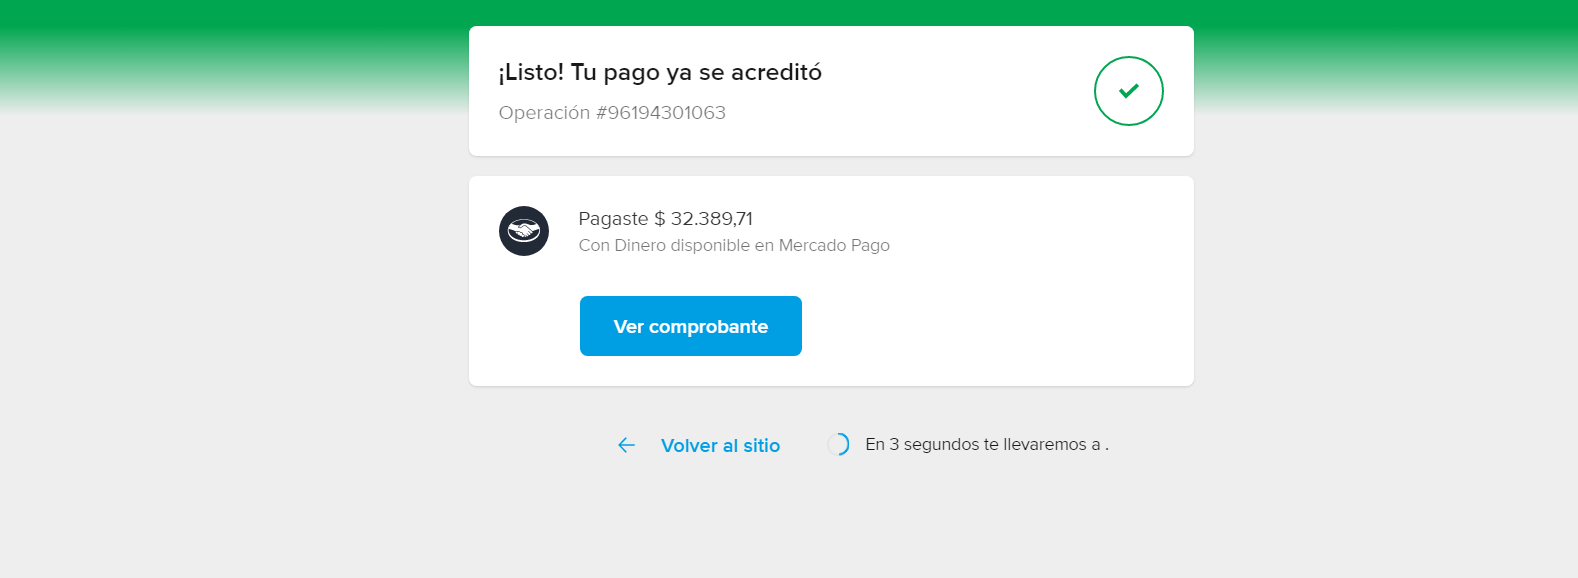 ¡Listo! Tu pago ya se acreditó
Operación #96194301063
Pagaste $ 32.389,71
Con Dinero disponible en Mercado Pago
Ver comprobante
Volver al sitio
En 3 segundos te llevaremos a .